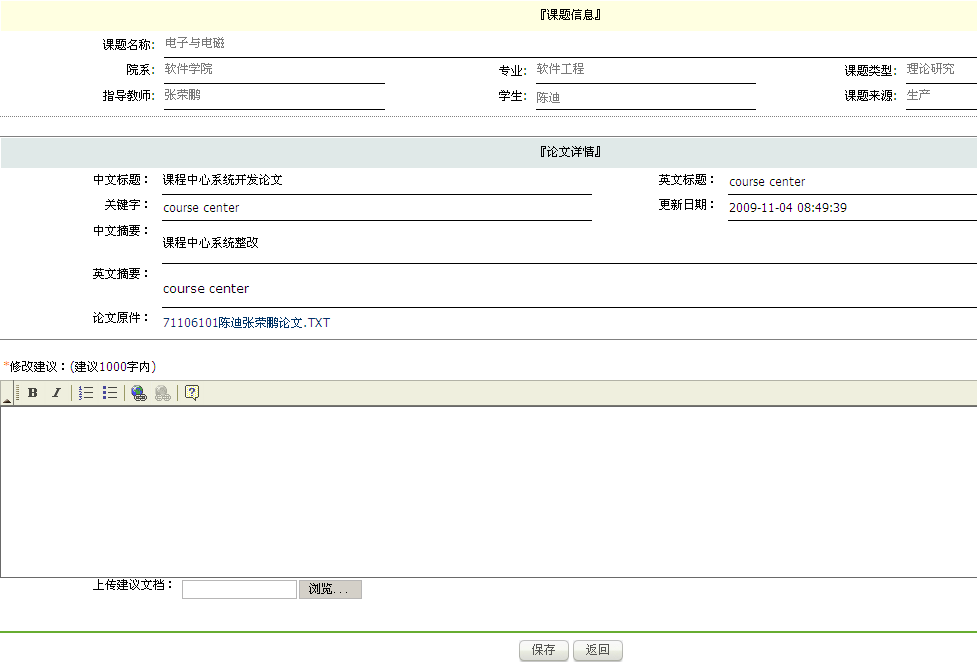 『课题信息』
课题名称: 电子与电磁
院系: 软件学院 专业: 软件工程 课题类型: 理论研究
指导教师: 张荣鹏 学生: 陈迪 课题来源: 生产
『论文详情』
中文标题： 课程中心系统开发论文 英文标题： course center
关键字： course center 更新日期： 2009-11-04 08:49:39
中文摘要：
课程中心系统整改
英文摘要：
course center
论文原件： 71106101陈迪张荣鹏论文.TXT
*修改建议：(建议1000字内)
B I
上传建议文档： 浏览...
保存 返回